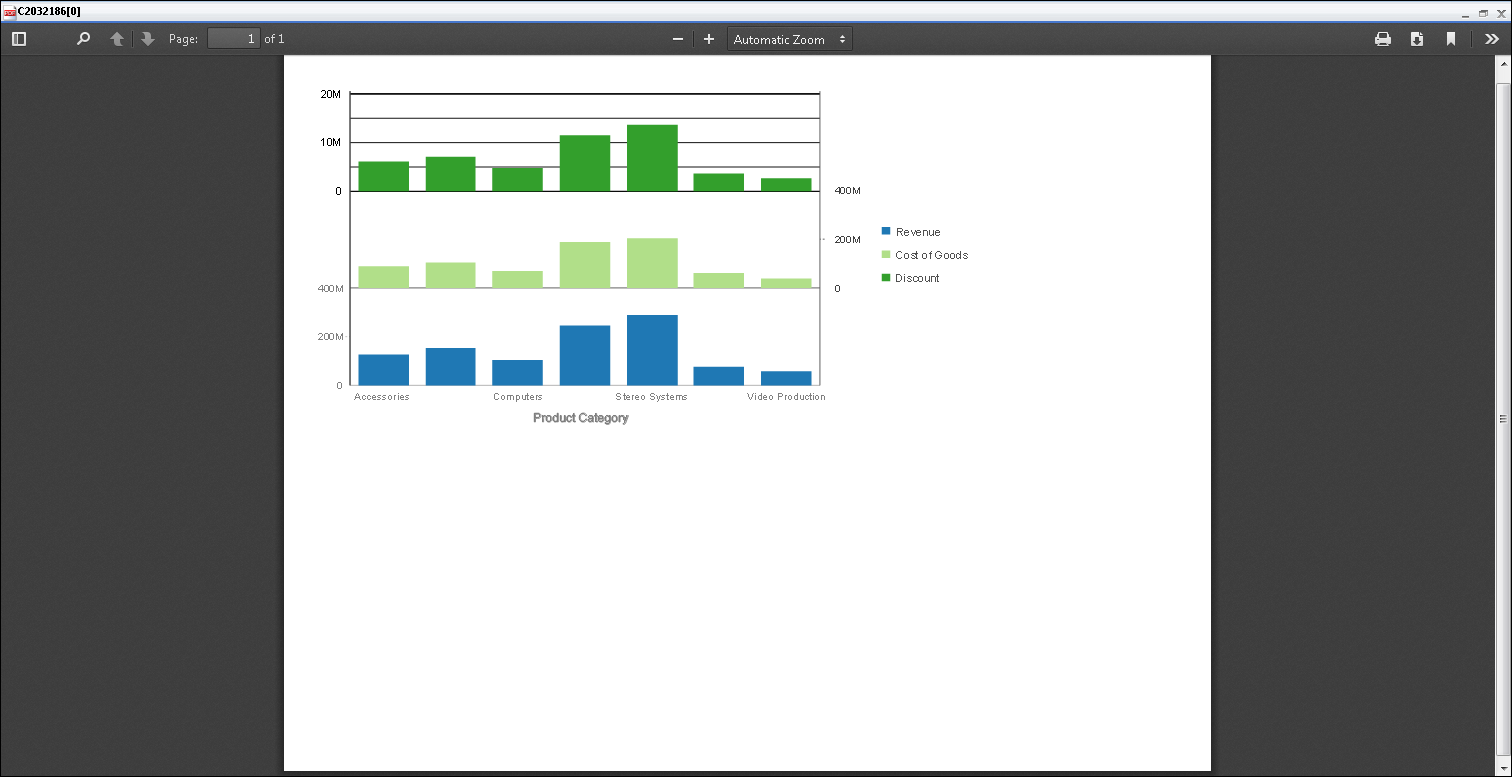 C2032186[0]
Page: 1 of 1
Automatic Zoom
20M
10M
0
400M
200M
0
Revenue
Cost of Goods
Discount
400M
200M
0
Accessories Computers Stereo Systems Video Production
Product Category